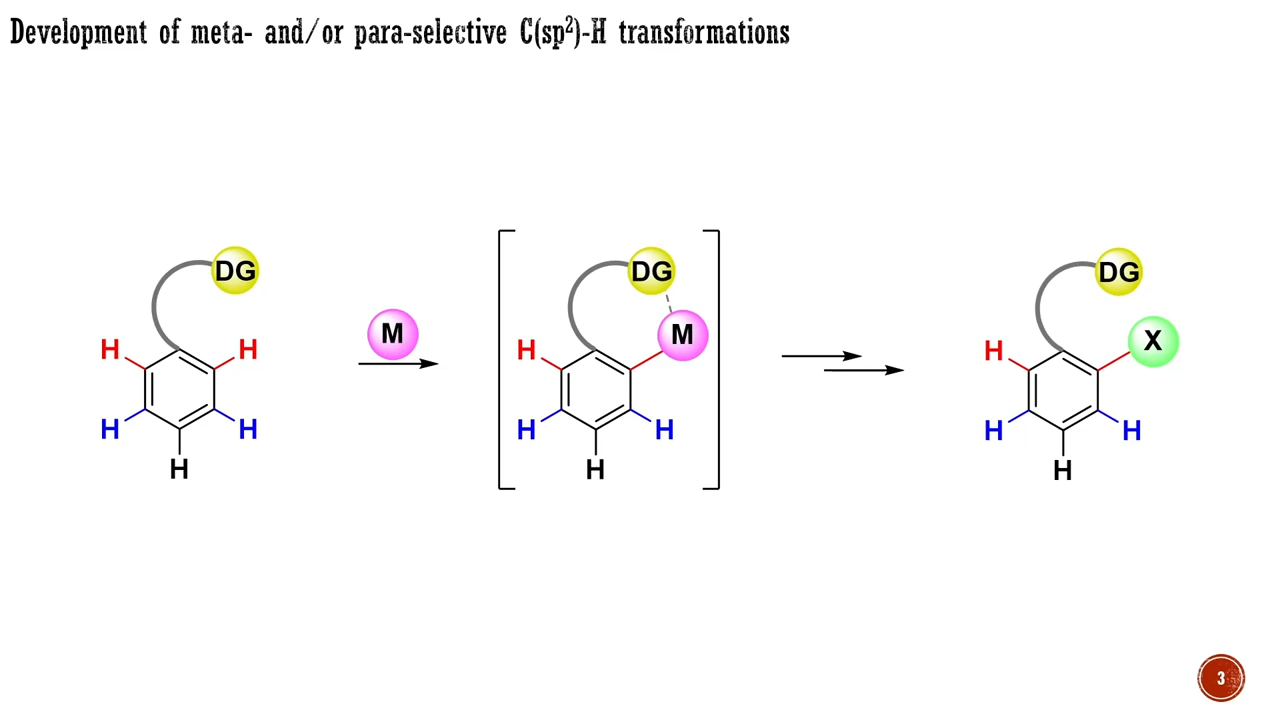 Development of meta- and/or para-selective C(sp²)-H transformations
DG
DG
DG
M
M
X
H
H
H
H
H
H
H
H
H
H
H
H
H
3